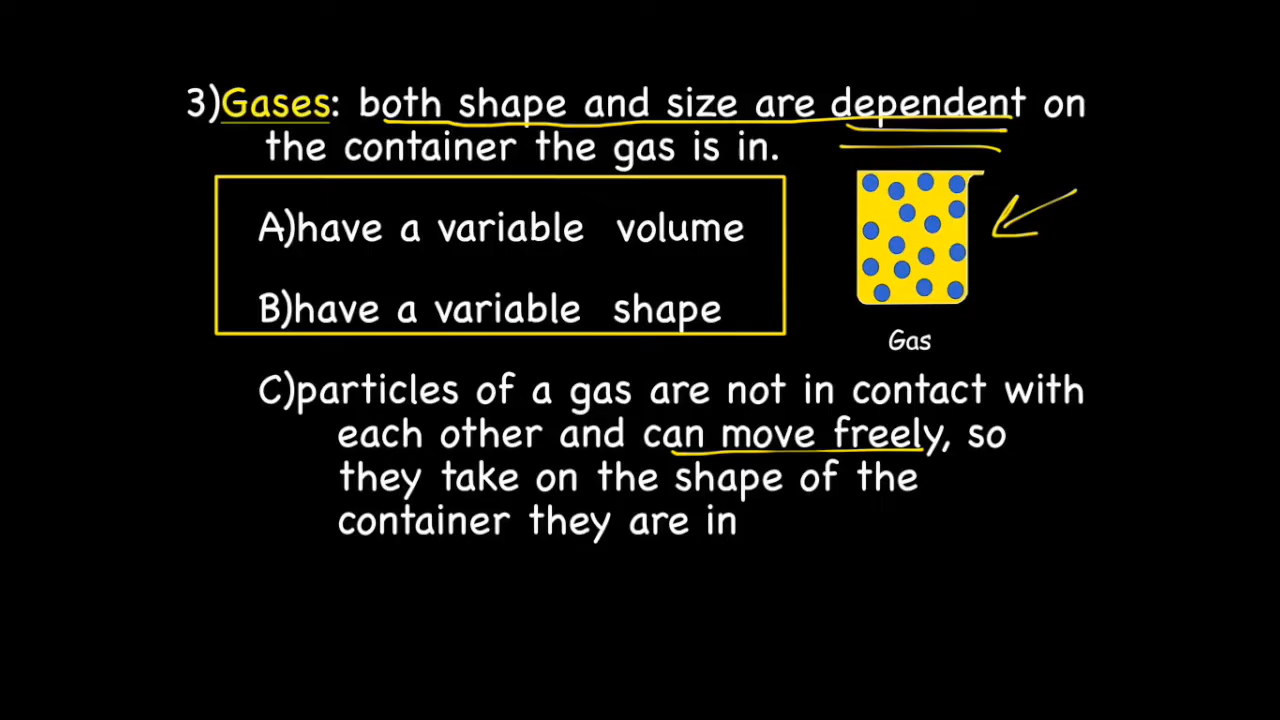 3)Gases: both shape and size are dependent on
the container the gas is in.
A)have a variable volume
B)have a variable shape
Gas
C)particles of a gas are not in contact with
each other and can move freely, so
they take on the shape of the
container they are in